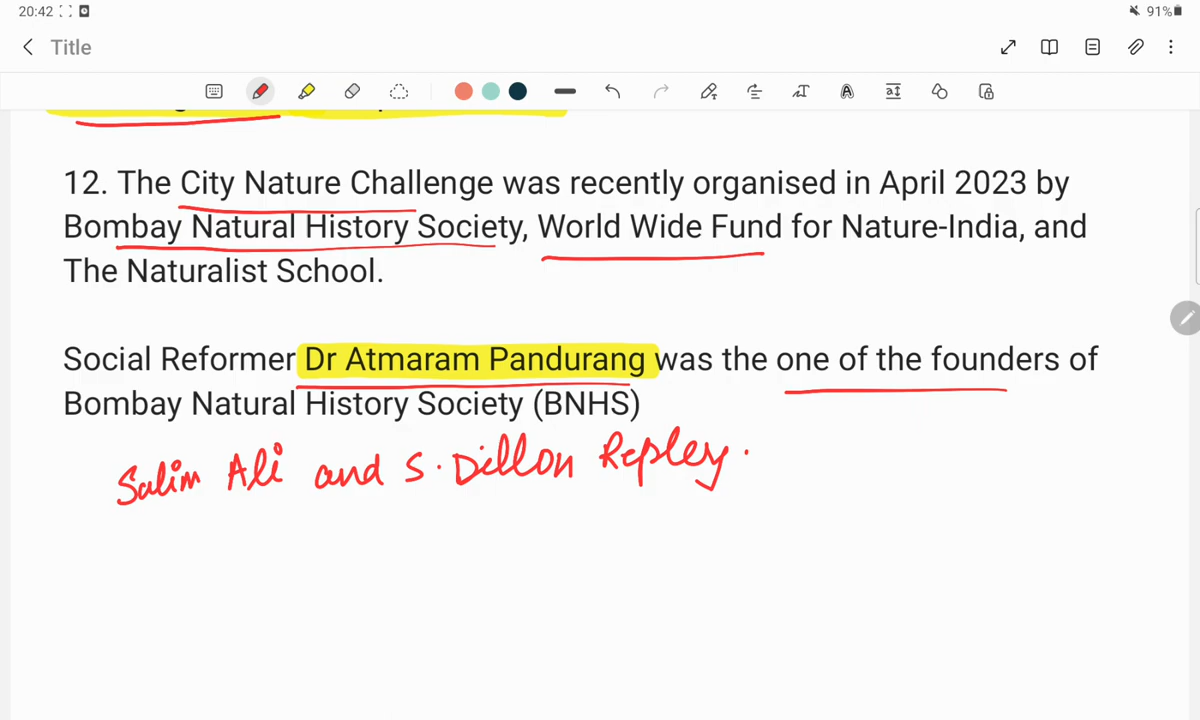 20:42
91%
Title
12. The City Nature Challenge was recently organised in April 2023 by
Bombay Natural History Society, World Wide Fund for Nature-India, and
The Naturalist School.
Social Reformer Dr Atmaram Pandurang was the one of the founders of
Bombay Natural History Society (BNHS)
Salim Ali and S. Dillon Repley.